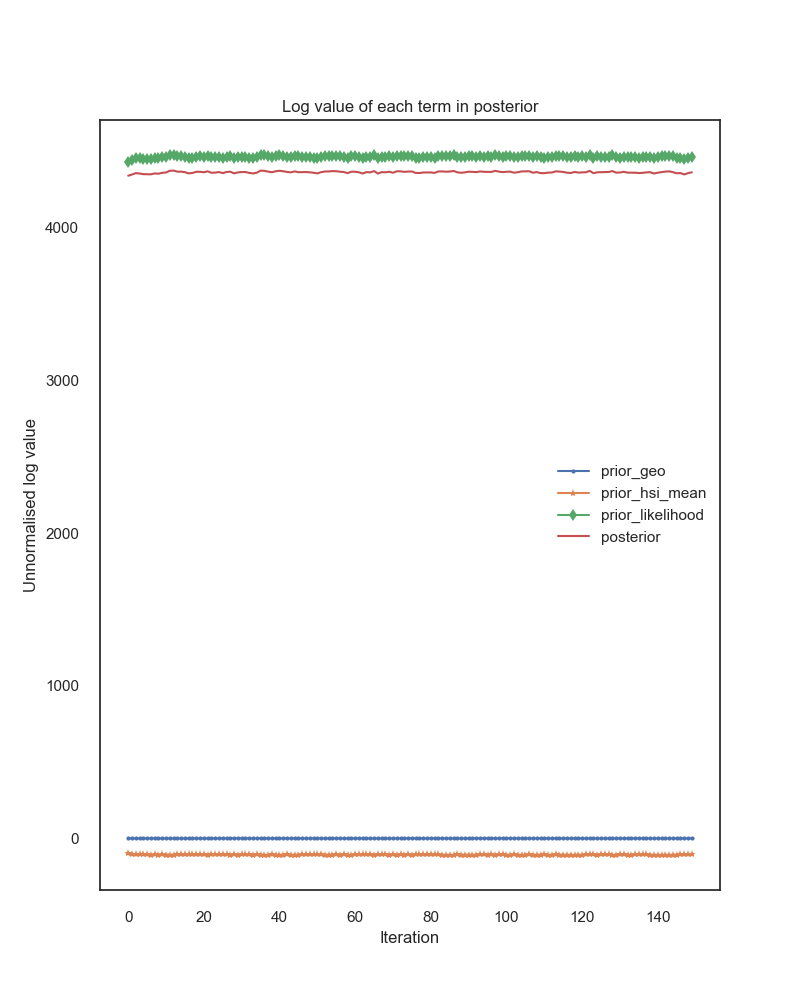 Log value of each term in posterior
Unnormalised log value
4000
3000
2000
1000
0
prior_geo
prior_hsi_mean
prior_likelihood
posterior
0 20 40 60 80 100 120 140
Iteration